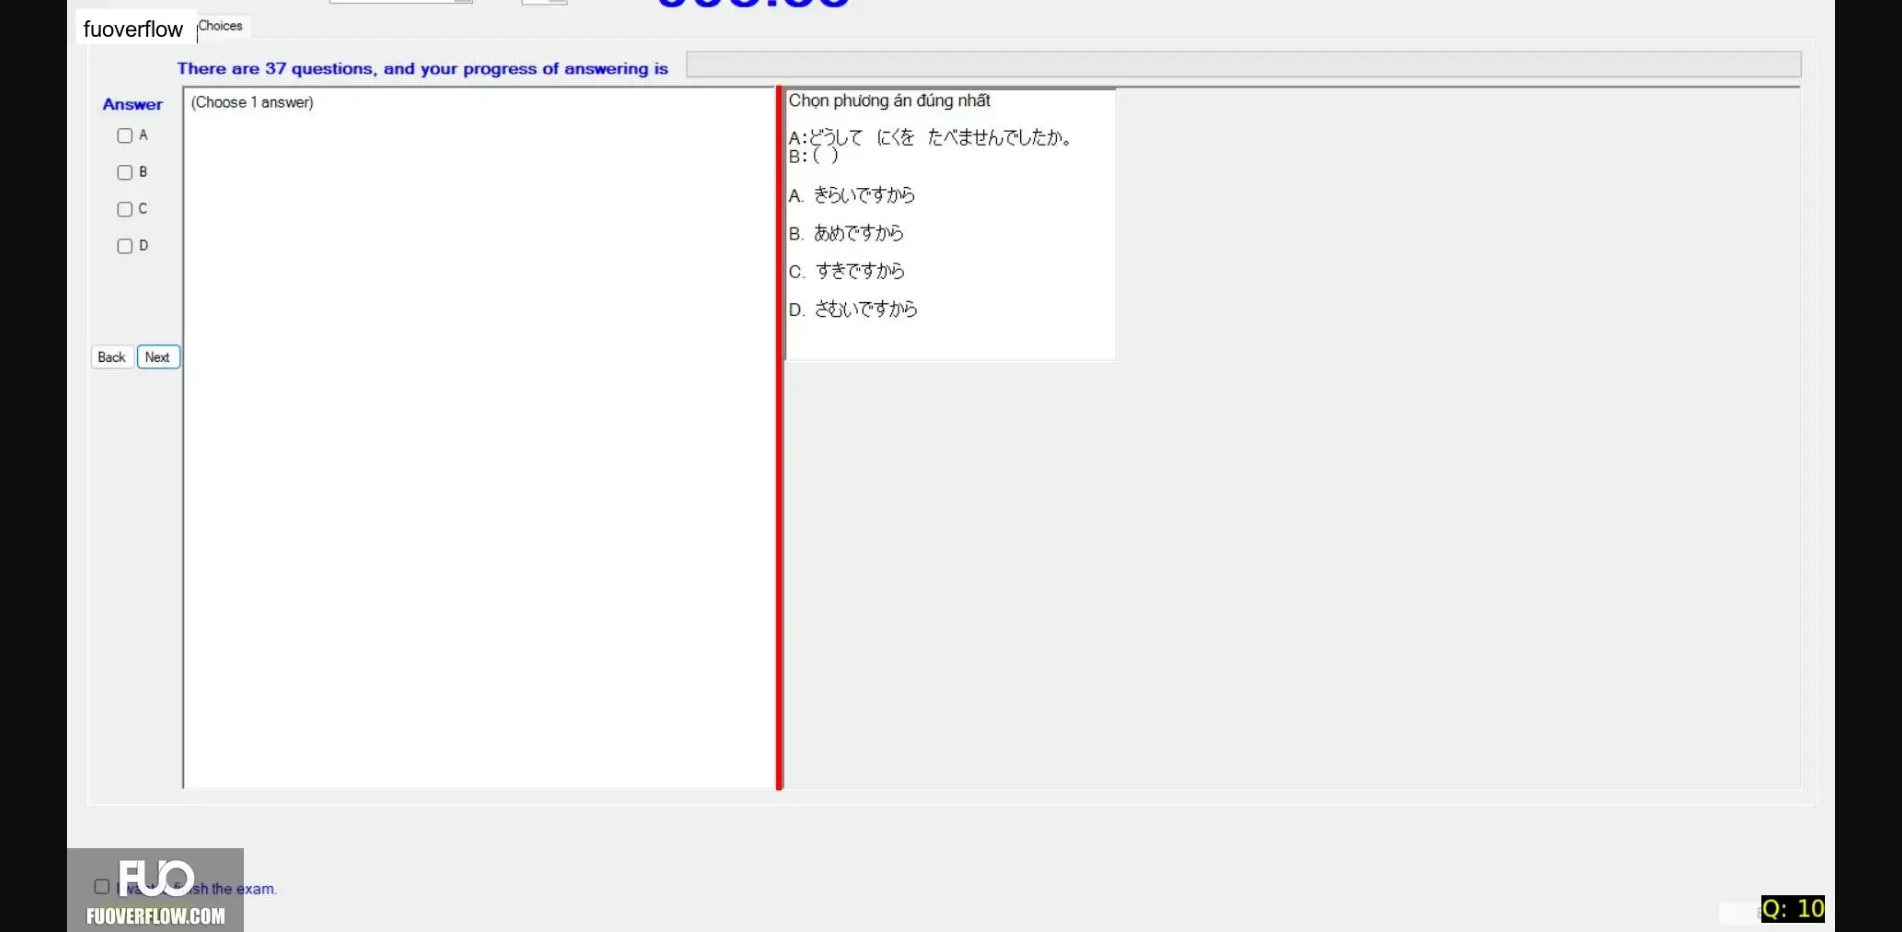 fuoverflow
Choices
There are 37 questions, and your progress of answering is
Answer
(Choose 1 answer)
A
B
C
D
Back
Next
Chọn phương án đúng nhất
A:どうして にくを たべませんでしたか。
B:( )
A. きらいですから
B. あめですから
C. すきですから
D. さむいですから
FUO
sh the exam.
FUOVERFLOW.COM
Q: 10